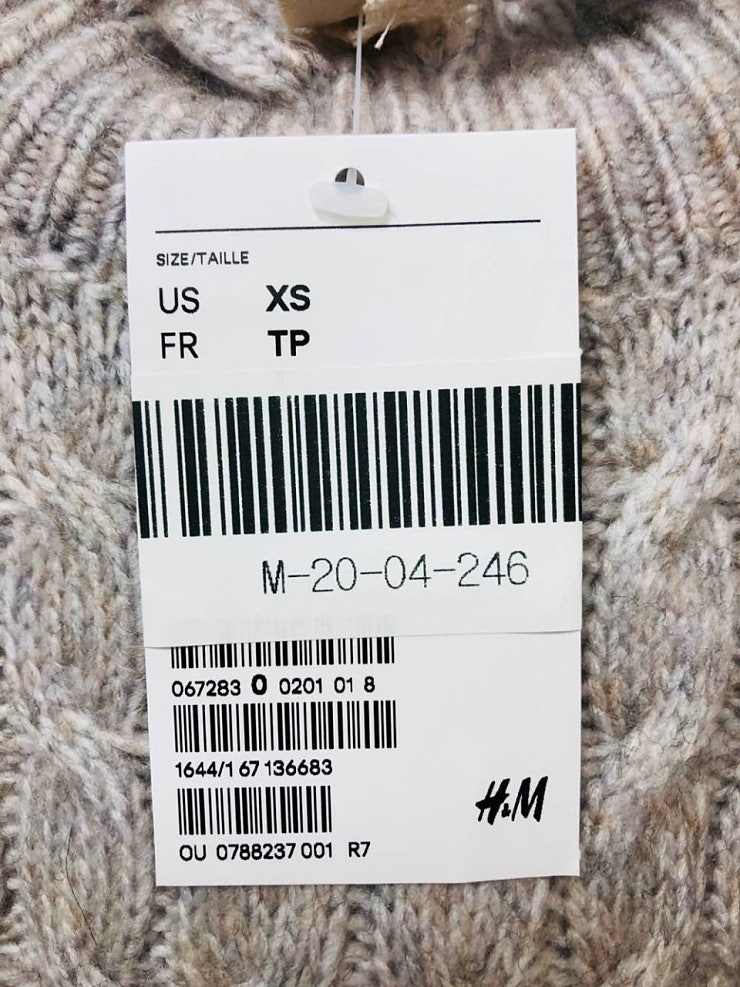 SIZE/TAILLE
US XS
FR TP
M-20-04-246
067283 0 0201 01 8
1644/1 67 136683
H&M
OU 0788237 001 R7